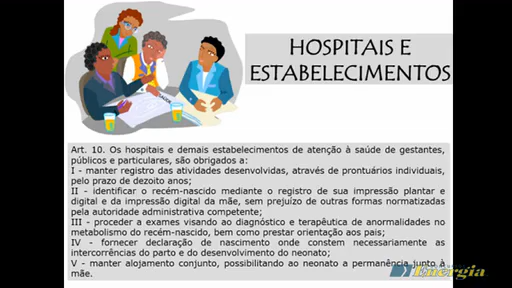 HOSPITAIS E
ESTABELECIMENTOS
Art. 10. Os hospitais e demais estabelecimentos de atenção à saúde de gestantes,
públicos e particulares, são obrigados a:
I - manter registro das atividades desenvolvidas, através de prontuários individuais,
pelo prazo de dezoito anos;
II - identificar o recém-nascido mediante o registro de sua impressão plantar e
digital e da impressão digital da mãe, sem prejuízo de outras formas normatizadas
pela autoridade administrativa competente;
III - proceder a exames visando ao diagnóstico e terapêutica de anormalidades no
metabolismo do recém-nascido, bem como prestar orientação aos pais;
IV - fornecer declaração de nascimento onde constem necessariamente as
intercorrências do parto e do desenvolvimento do neonato;
V - manter alojamento conjunto, possibilitando ao neonato a permanência junto à
mãe.
Energia